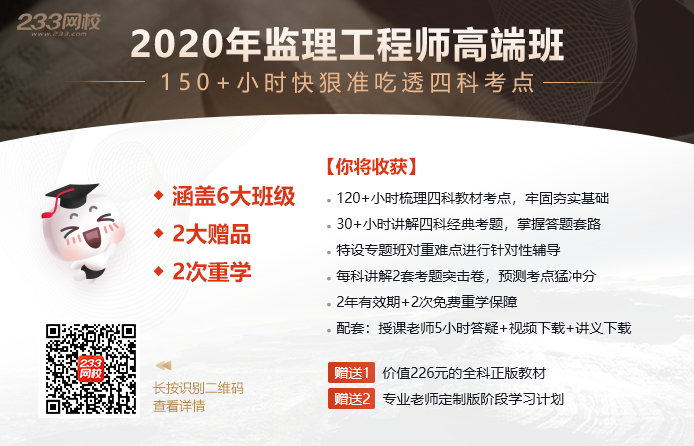 233网校
www.233.com
2020年监理工程师高端班
150+小时快狠准吃透四科考点
【你将收获】
涵盖6大班级
2大赠品
2次重学
120+小时梳理四科教材考点，牢固夯实基础
30+小时讲解四科经典考题，掌握答题套路
特设专题班对重难点进行针对性辅导
每科讲解2套考题突击卷，预测考点猛冲分
2年有效期+2次免费重学保障
配套：授课老师5小时答疑+视频下载+讲义下载
233
网校
长按识别二维码
查看详情
赠送1 价值226元的全科正版教材
赠送2 专业老师定制版阶段学习计划